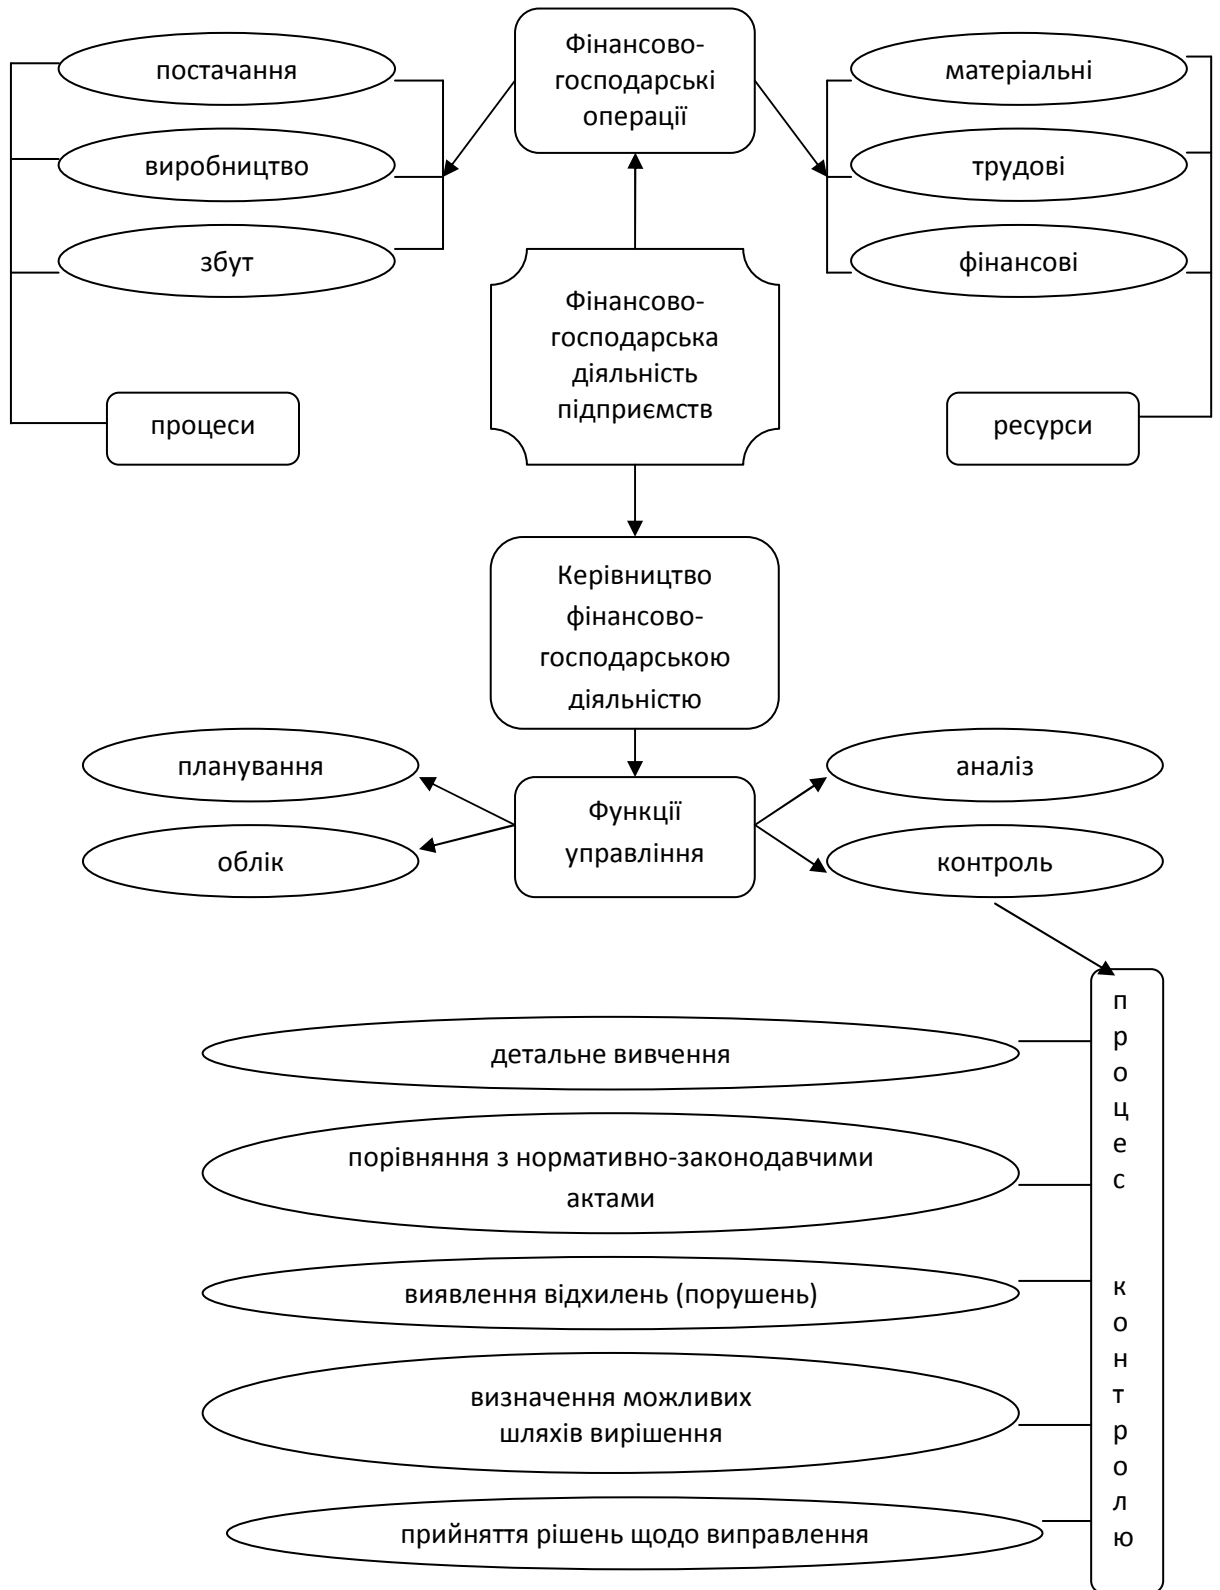 постачання
виробництво
збут
процеси
Фінансово-
господарські
операції
матеріальні
трудові
фінансові
ресурси
Фінансово-
господарська
діяльність
підприємств
Керівництво
фінансово-
господарською
діяльністю
Функції
управління
планування
облік
аналіз
контроль
процес контролю
детальне вивчення
порівняння з нормативно-законодавчими
актами
виявлення відхилень (порушень)
визначення можливих
шляхів вирішення
прийняття рішень щодо виправлення